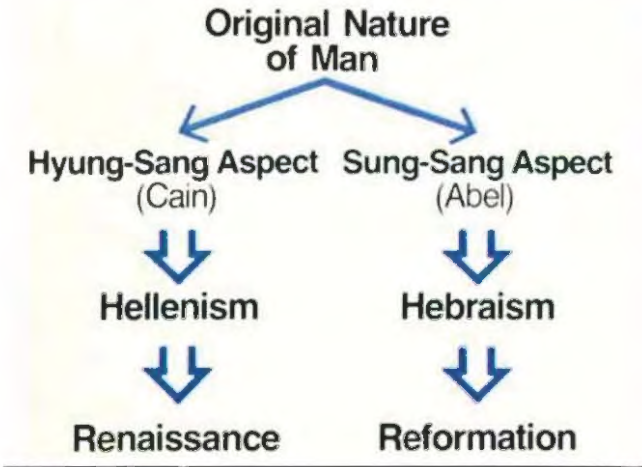 Original Nature
of Man
Hyung-Sang Aspect Sung-Sang Aspect
(Cain) (Abel)
Hellenism Hebraism
Renaissance Reformation